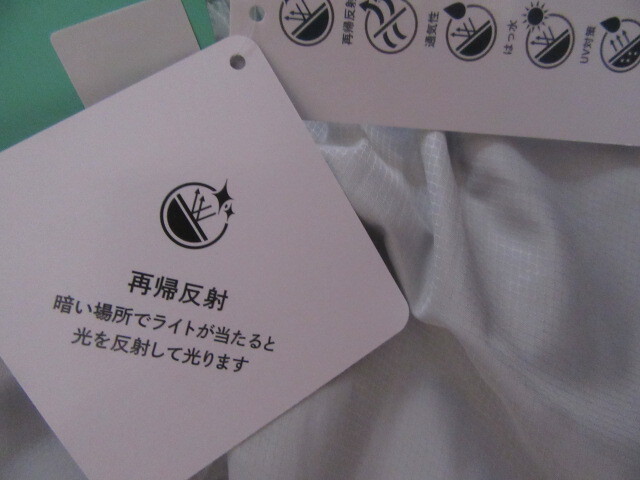 再帰反射
暗い場所でライトが当たると
光を反射して光ります
再帰反射
通気性
はっ水
UV対策